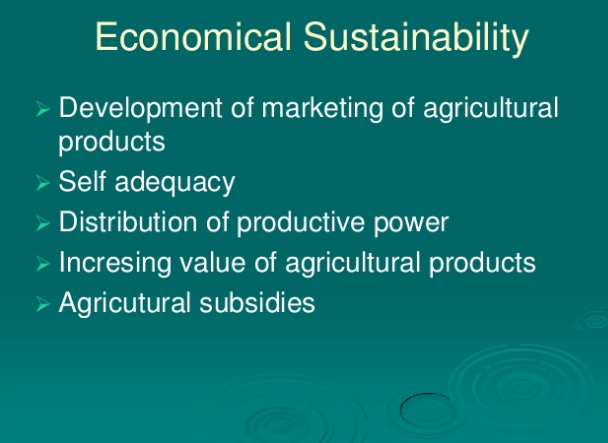 Economical Sustainability
➢ Development of marketing of agricultural
products
➢ Self adequacy
➢ Distribution of productive power
➢ Incresing value of agricultural products
➢ Agricutural subsidies